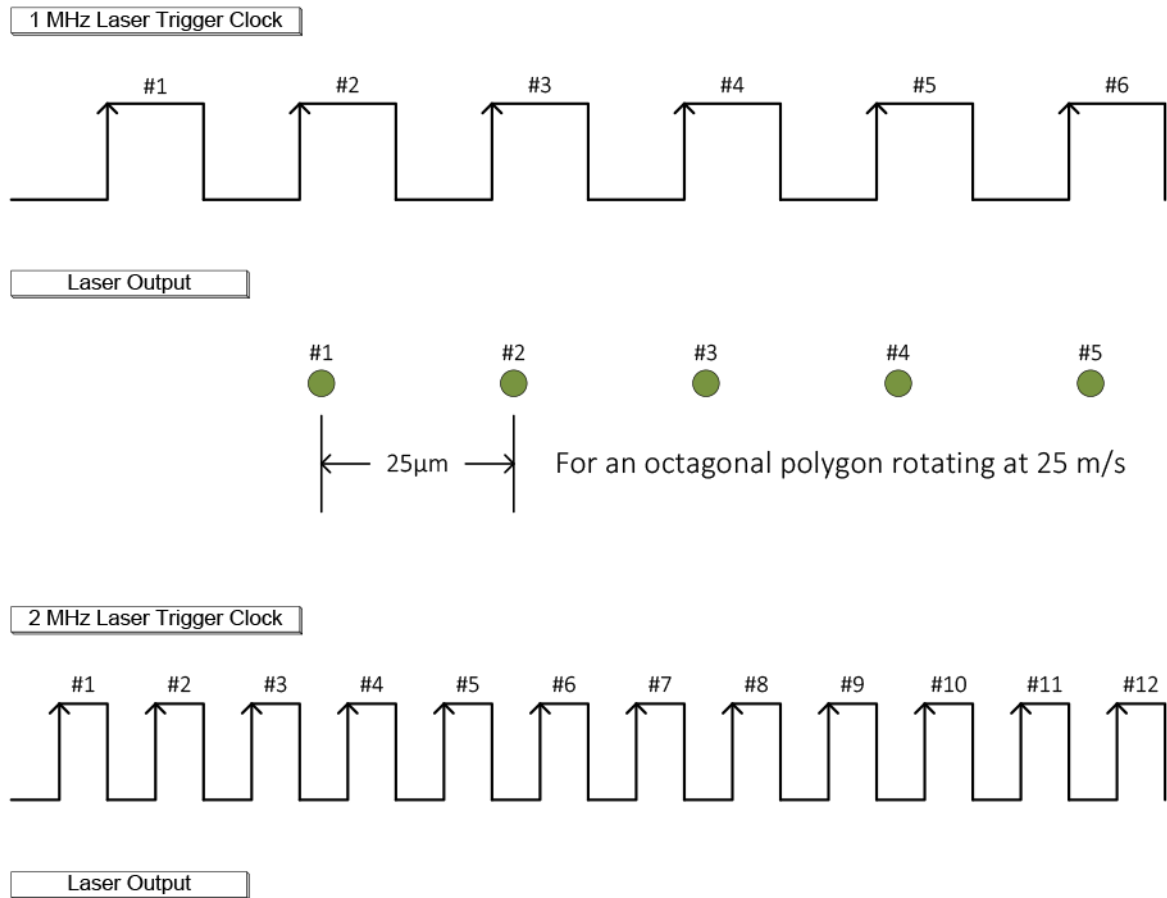 1 MHz Laser Trigger Clock
#1 #2 #3 #4 #5 #6
Laser Output
#1 #2 #3 #4 #5
25µm For an octagonal polygon rotating at 25 m/s
2 MHz Laser Trigger Clock
#1 #2 #3 #4 #5 #6 #7 #8 #9 #10 #11 #12
Laser Output